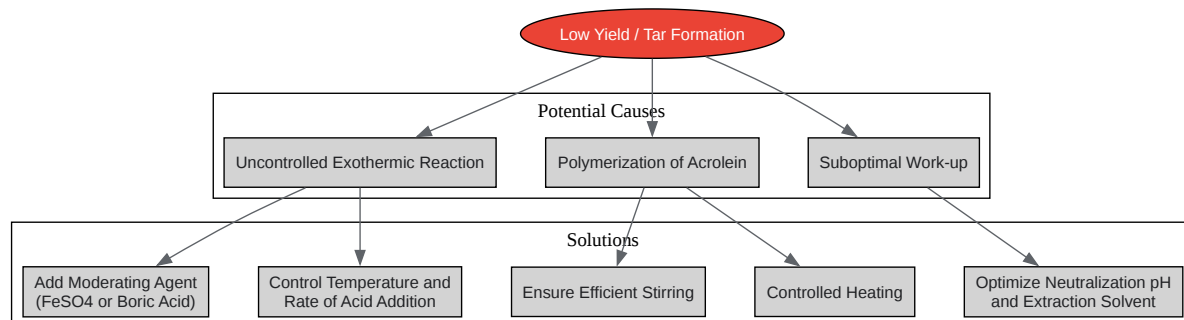 Low Yield / Tar Formation
Potential Causes
Uncontrolled Exothermic Reaction
Polymerization of Acrolein
Suboptimal Work-up
Solutions
Add Moderating Agent
(FeSO4 or Boric Acid)
Control Temperature and
Rate of Acid Addition
Ensure Efficient Stirring
Controlled Heating
Optimize Neutralization pH
and Extraction Solvent